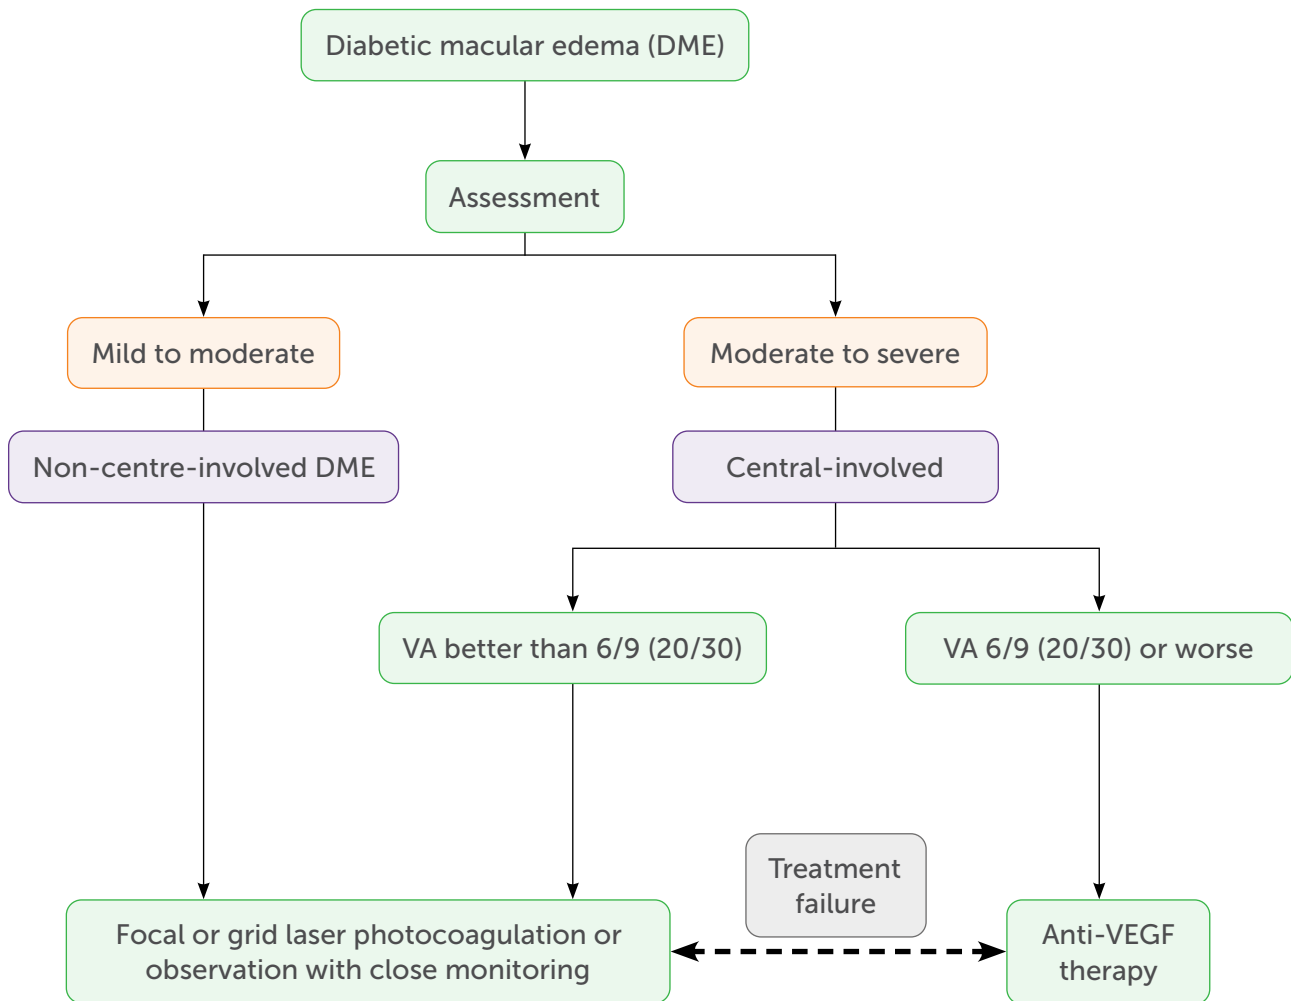 Diabetic macular edema (DME)
Assessment
Mild to moderate
Moderate to severe
Non-centre-involved DME
Central-involved
VA better than 6/9 (20/30)
VA 6/9 (20/30) or worse
Treatment
failure
Focal or grid laser photocoagulation or
observation with close monitoring
Anti-VEGF
therapy